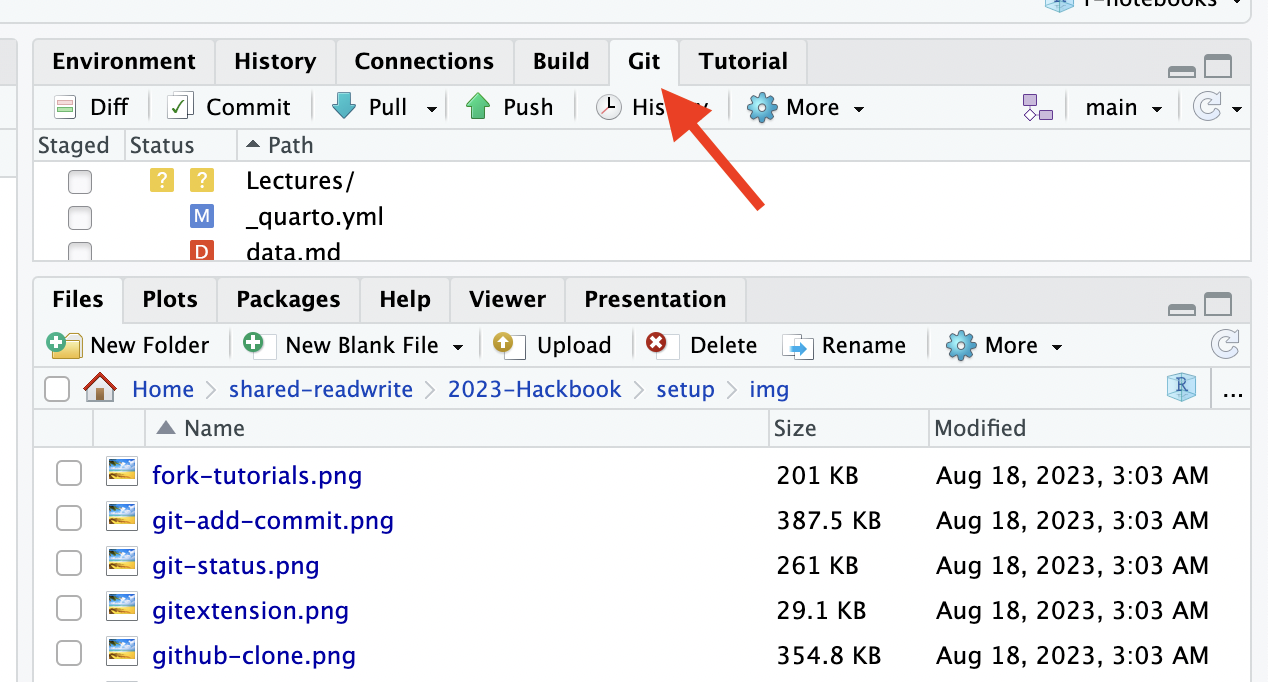 r-notebooks
Environment History Connections Build Git Tutorial
Diff Commit Pull Push History More main
Staged Status Path
? ? Lectures/
M _quarto.yml
D data.md
Files Plots Packages Help Viewer Presentation
New Folder New Blank File Upload Delete Rename More
Home shared-readwrite 2023-Hackbook setup img R ...
Name Size Modified
fork-tutorials.png 201 KB Aug 18, 2023, 3:03 AM
git-add-commit.png 387.5 KB Aug 18, 2023, 3:03 AM
git-status.png 261 KB Aug 18, 2023, 3:03 AM
gitextension.png 29.1 KB Aug 18, 2023, 3:03 AM
github-clone.png 354.8 KB Aug 18, 2023, 3:03 AM